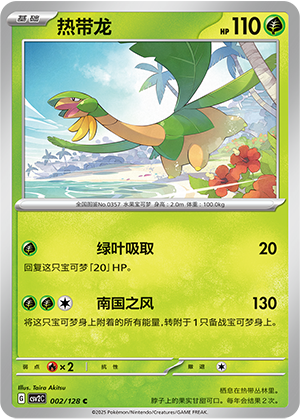 基础 热带龙 HP 110
全国图鉴No.0357 水果宝可梦 身高：2.0m 体重：100.0kg
绿叶吸取 20
回复这只宝可梦「20」HP。
南国之风 130
将这只宝可梦身上附着的所有能量，转附于1只备战宝可梦身上。
弱点 ×2 抗性 撤退
Illus. Taira Akitsu
G CSV2C 002/128 C
栖息在热带丛林里。
脖子上的果实甘甜可口。每年会结果2次。
©2025 Pokémon/Nintendo/Creatures/GAME FREAK.